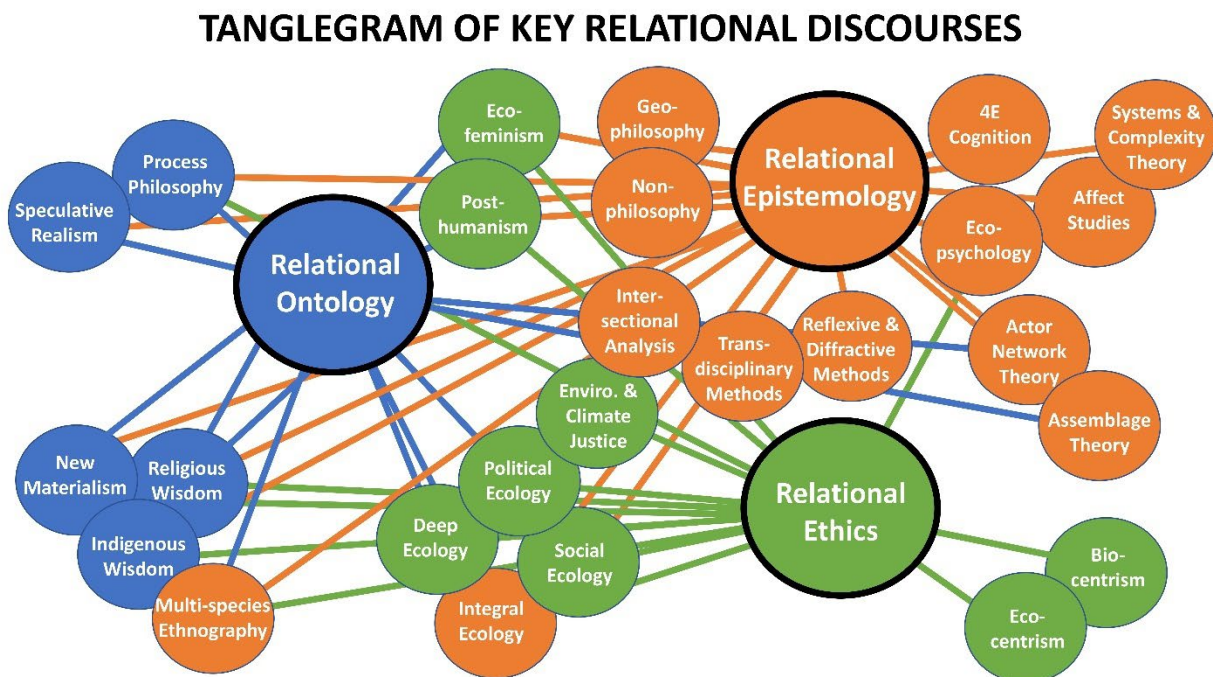 TANGLEGRAM OF KEY RELATIONAL DISCOURSES
Process
Philosophy
Speculative
Realism
Relational
Ontology
Eco-
feminism
Post-
humanism
Geo-
philosophy
Non-
philosophy
Relational
Epistemology
4E
Cognition
Systems &
Complexity
Theory
Affect
Studies
Eco-
psychology
Inter-
sectional
Analysis
Trans-
disciplinary
Methods
Reflexive &
Diffractive
Methods
Actor
Network
Theory
Assemblage
Theory
Enviro. &
Climate
Justice
Political
Ecology
Deep
Ecology
Social
Ecology
Integral
Ecology
New
Materialism
Religious
Wisdom
Indigenous
Wisdom
Multi-species
Ethnography
Relational
Ethics
Bio-
centrism
Eco-
centrism